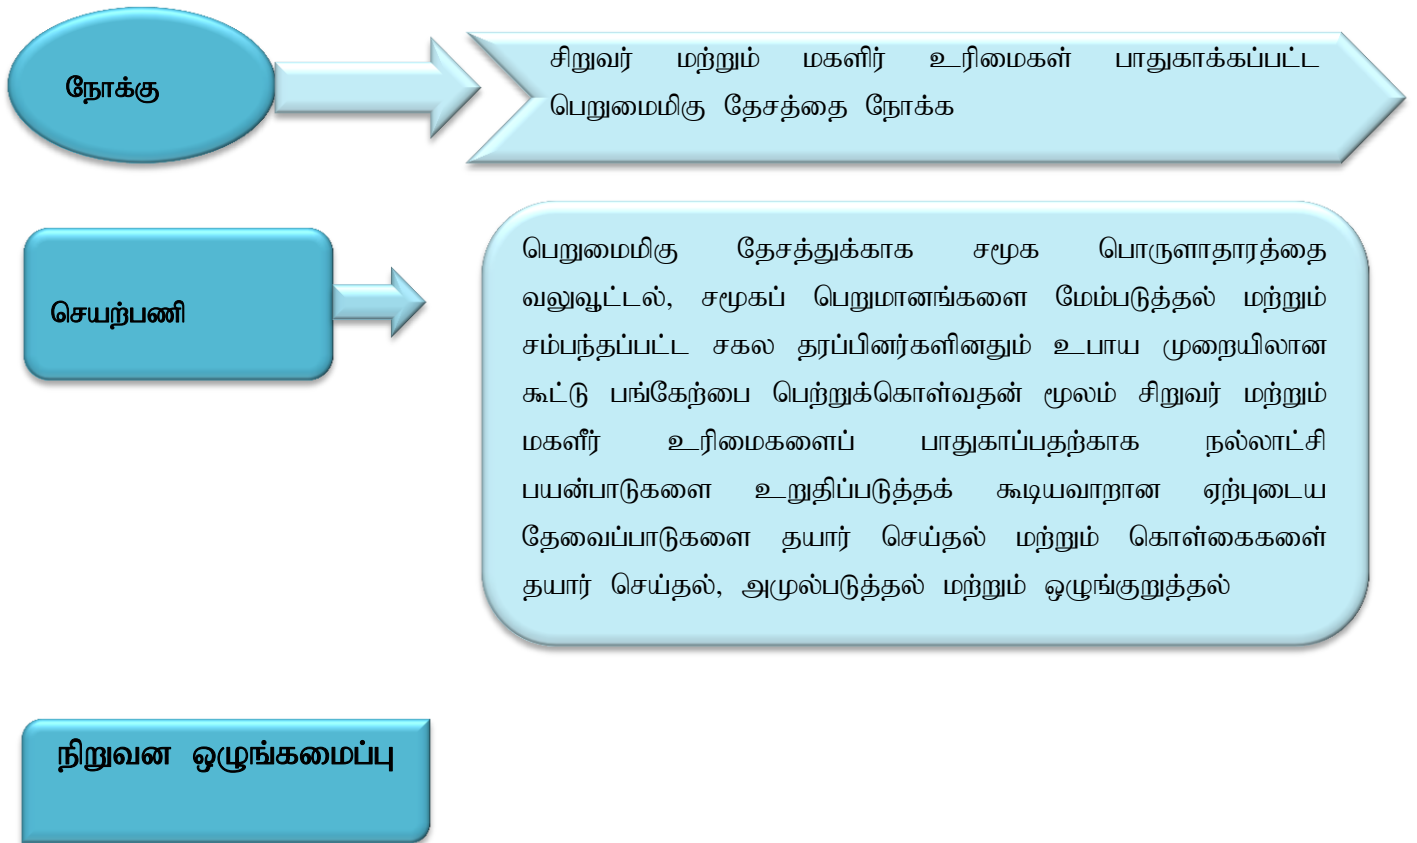 நோக்கு
சிறுவர் மற்றும் மகளிர் உரிமைகள் பாதுகாக்கப்பட்ட
பெறுமைமிகு தேசத்தை நோக்க
செயற்பணி
பெறுமைமிகு தேசத்துக்காக சமூக பொருளாதாரத்தை
வலுவூட்டல், சமூகப் பெறுமானங்களை மேம்படுத்தல் மற்றும்
சம்பந்தப்பட்ட சகல தரப்பினர்களினதும் உபாய முறையிலான
கூட்டு பங்கேற்பை பெற்றுக்கொள்வதன் மூலம் சிறுவர் மற்றும்
மகளீர் உரிமைகளைப் பாதுகாப்பதற்காக நல்லாட்சி
பயன்பாடுகளை உறுதிப்படுத்தக் கூடியவாறான ஏற்புடைய
தேவைப்பாடுகளை தயார் செய்தல் மற்றும் கொள்கைகளை்
தயார் செய்தல், அமுல்படுத்தல் மற்றும் ஒழுங்குறுத்தல்
நிறுவன ஒழுங்கமைப்பு